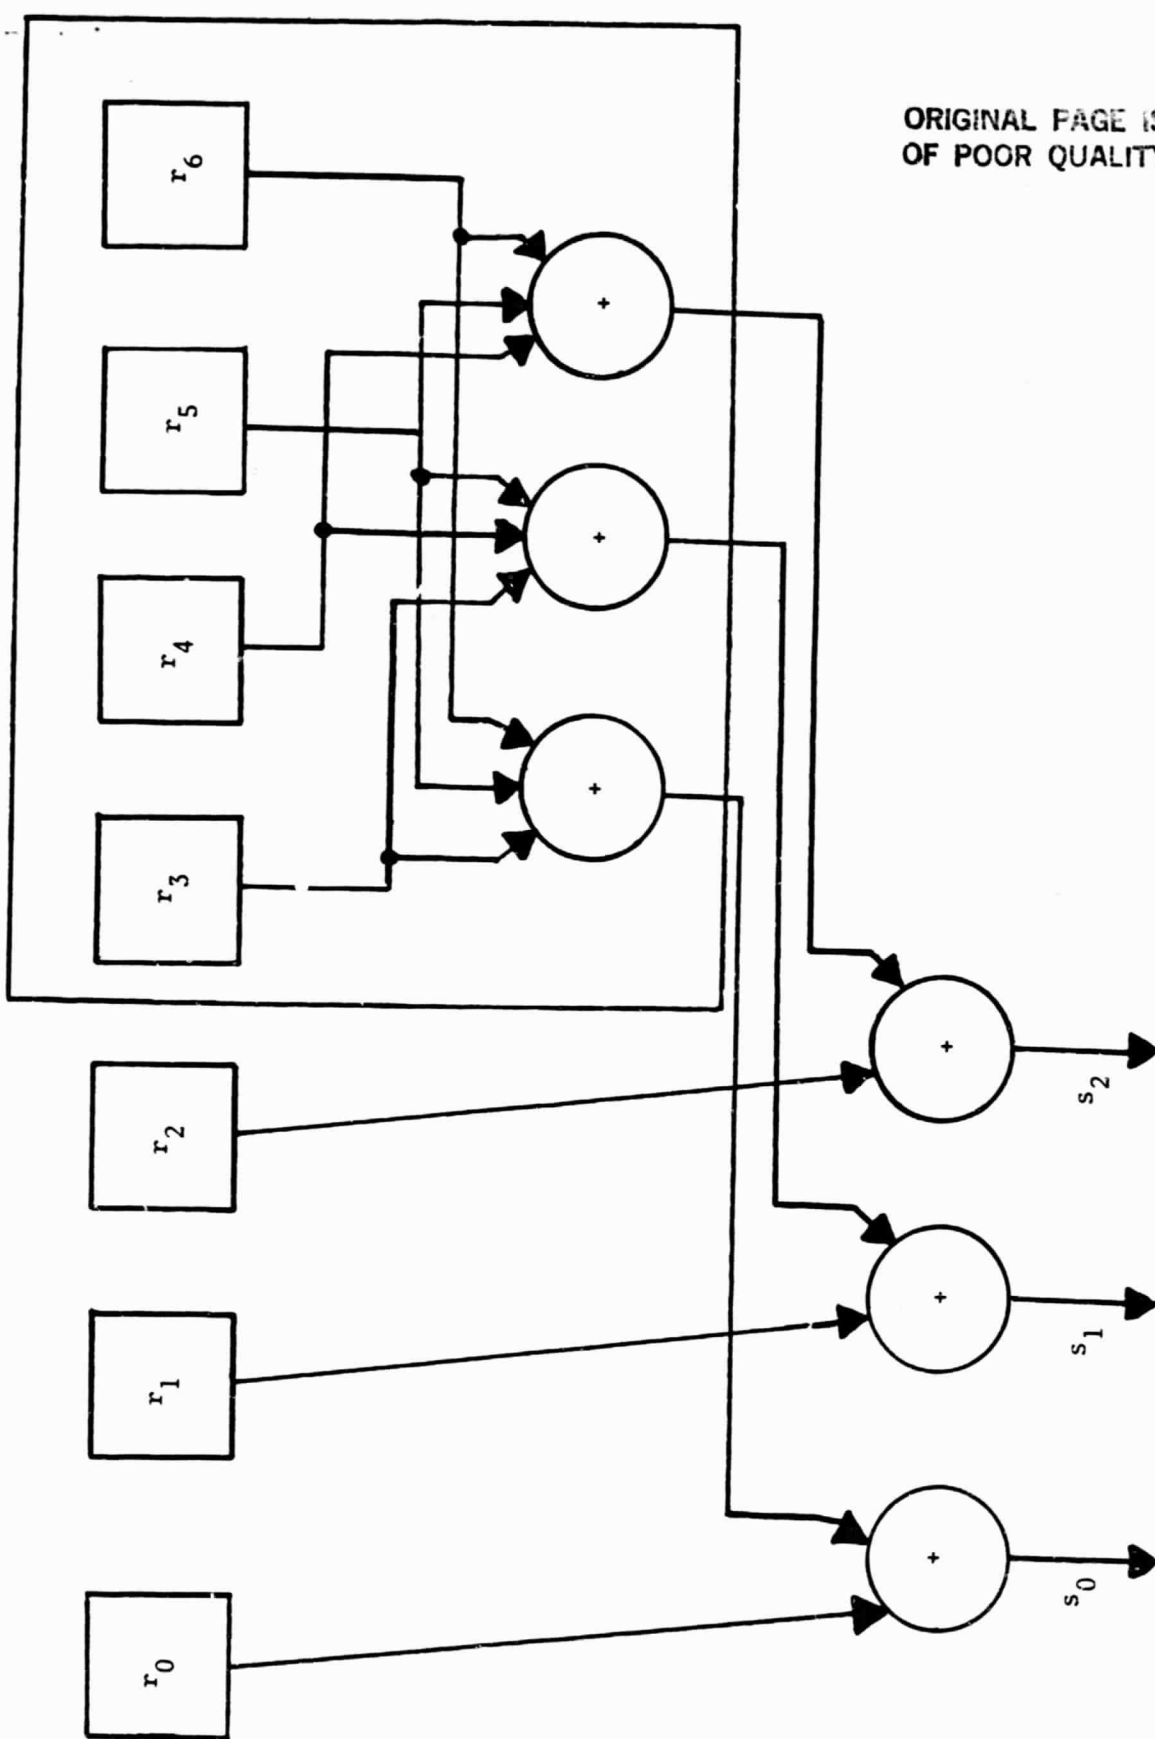 ORIGINAL PAGE IS
OF POOR QUALITY
r0
r1
r2
r3
r4
r5
r6
+
+
+
+
+
+
s0
s1
s2